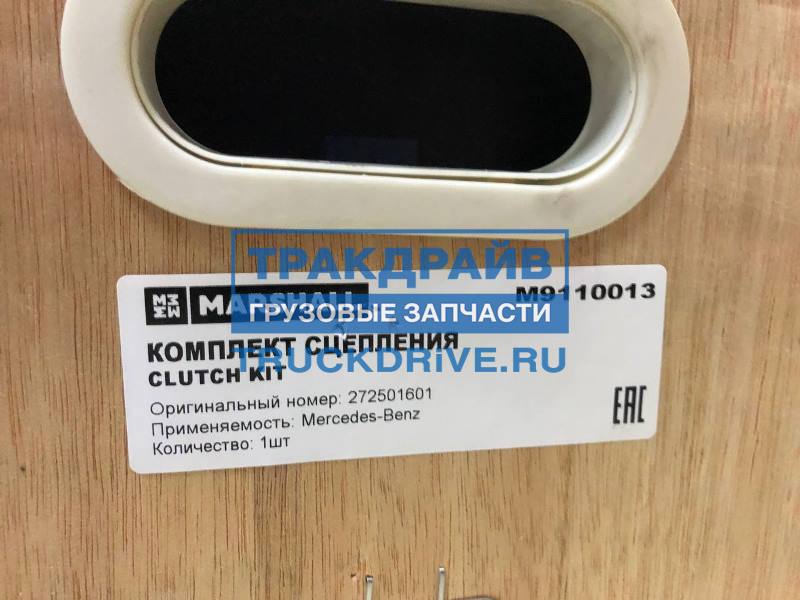 ТРАКДРАЙВ
MARSHALL M9110013
ГРУЗОВЫЕ ЗАПЧАСТИ
КОМПЛЕКТ СЦЕПЛЕНИЯ
TRUCKDRIVE.RU
CLUTCH KIT
Оригинальный номер: 272501601
Применяемость: Mercedes-Benz
Количество: 1шт
EAC